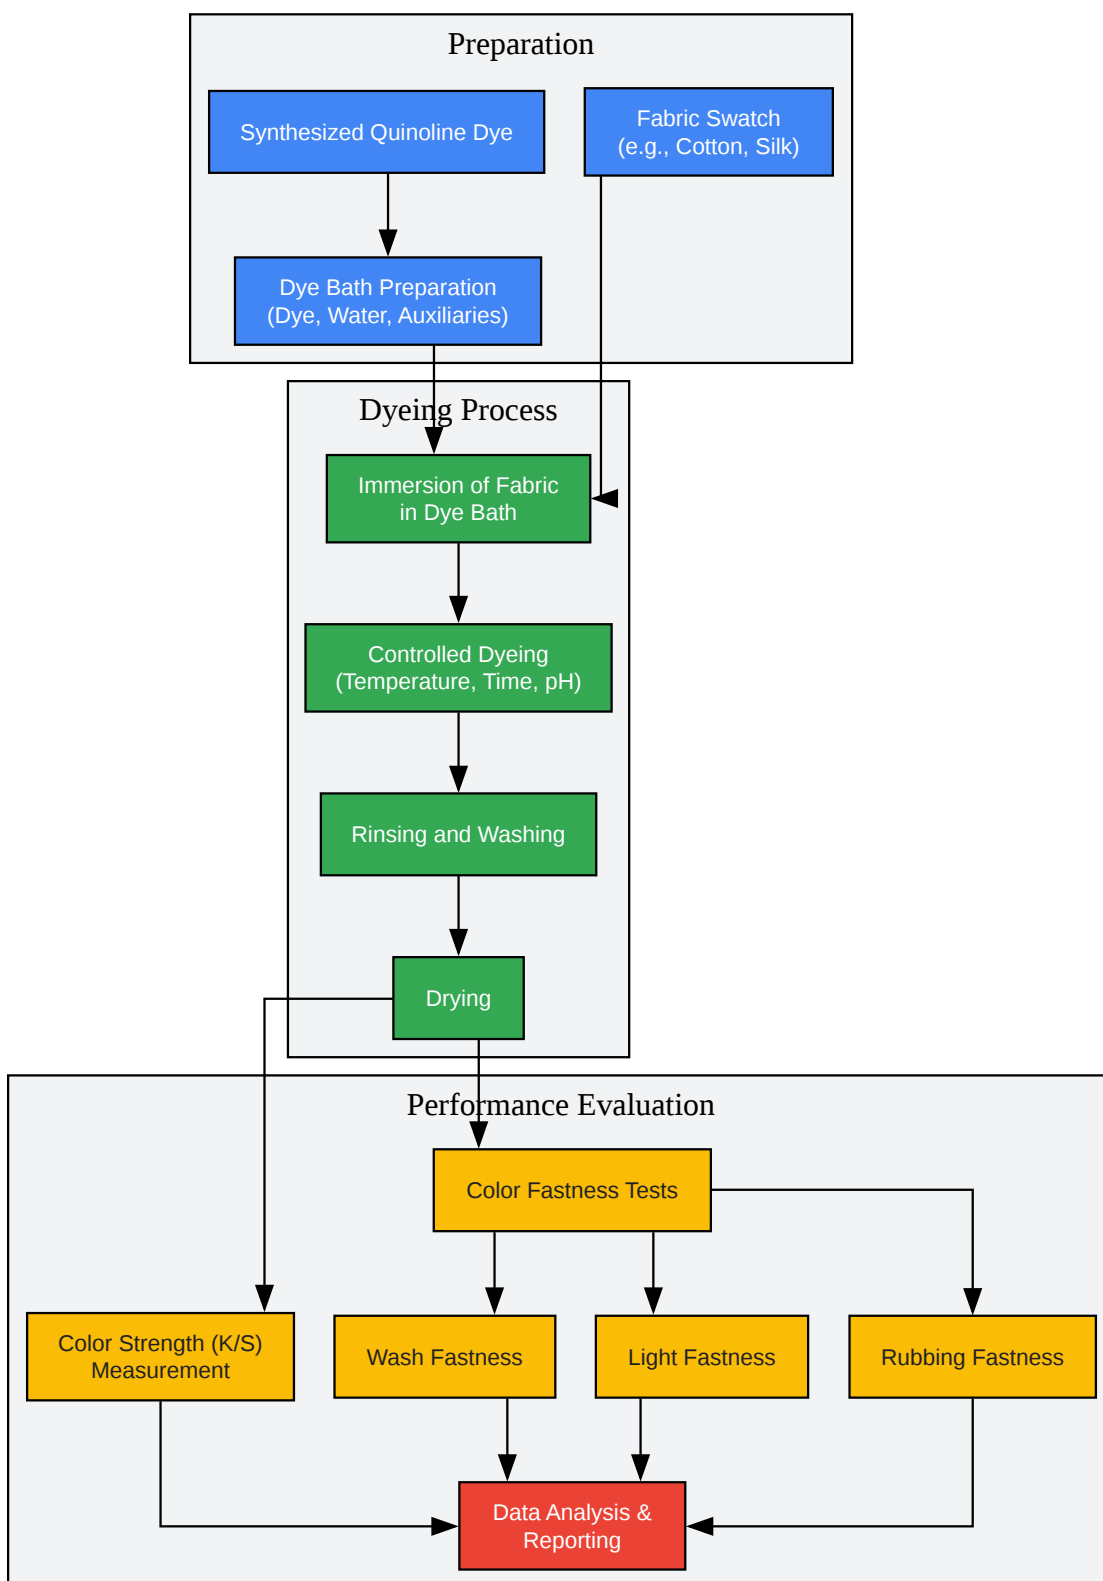 Preparation
Synthesized Quinoline Dye
Fabric Swatch
(e.g., Cotton, Silk)
Dye Bath Preparation
(Dye, Water, Auxiliaries)
Dyeing Process
Immersion of Fabric
in Dye Bath
Controlled Dyeing
(Temperature, Time, pH)
Rinsing and Washing
Drying
Performance Evaluation
Color Fastness Tests
Color Strength (K/S)
Measurement
Wash Fastness
Light Fastness
Rubbing Fastness
Data Analysis &
Reporting